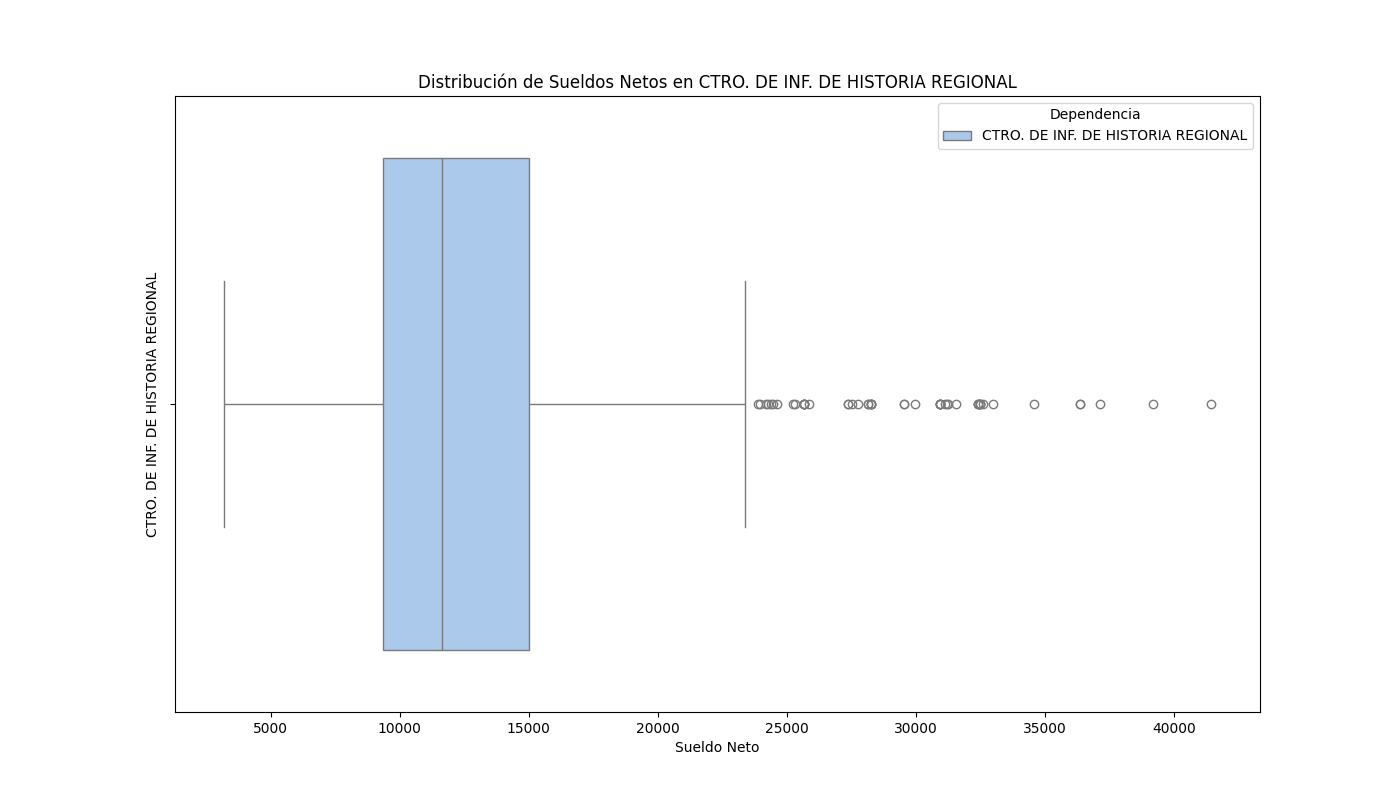 Distribución de Sueldos Netos en CTRO. DE INF. DE HISTORIA REGIONAL
Dependencia
CTRO. DE INF. DE HISTORIA REGIONAL
CTRO. DE INF. DE HISTORIA REGIONAL
5000 10000 15000 20000 25000 30000 35000 40000
Sueldo Neto